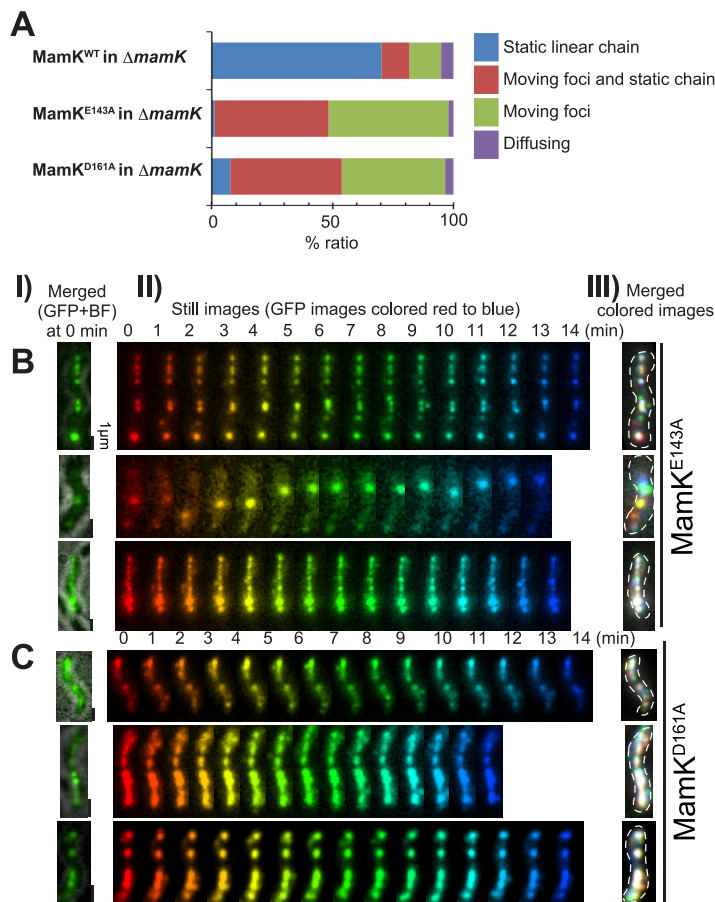 A
MamK^WT in ΔmamK
MamK^E143A in ΔmamK
MamK^D161A in ΔmamK
0 50 100
% ratio
Static linear chain
Moving foci and static chain
Moving foci
Diffusing
I) II) III)
Merged
(GFP+BF)
at 0 min
Still images (GFP images colored red to blue)
0 1 2 3 4 5 6 7 8 9 10 11 12 13 14 (min)
Merged
colored images
B
1μm
MamK^E143A
0 1 2 3 4 5 6 7 8 9 10 11 12 13 14 (min)
C
MamK^D161A